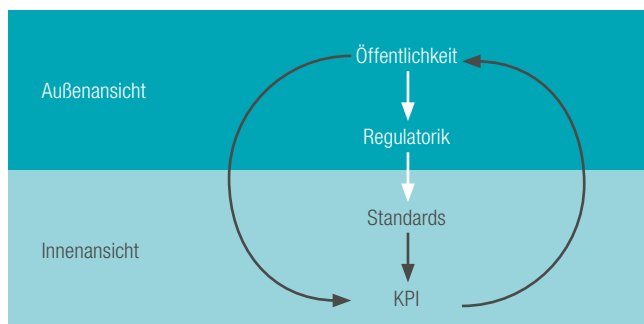 Öffentlichkeit
Außenansicht
Regulatorik
Standards
Innenansicht
KPI